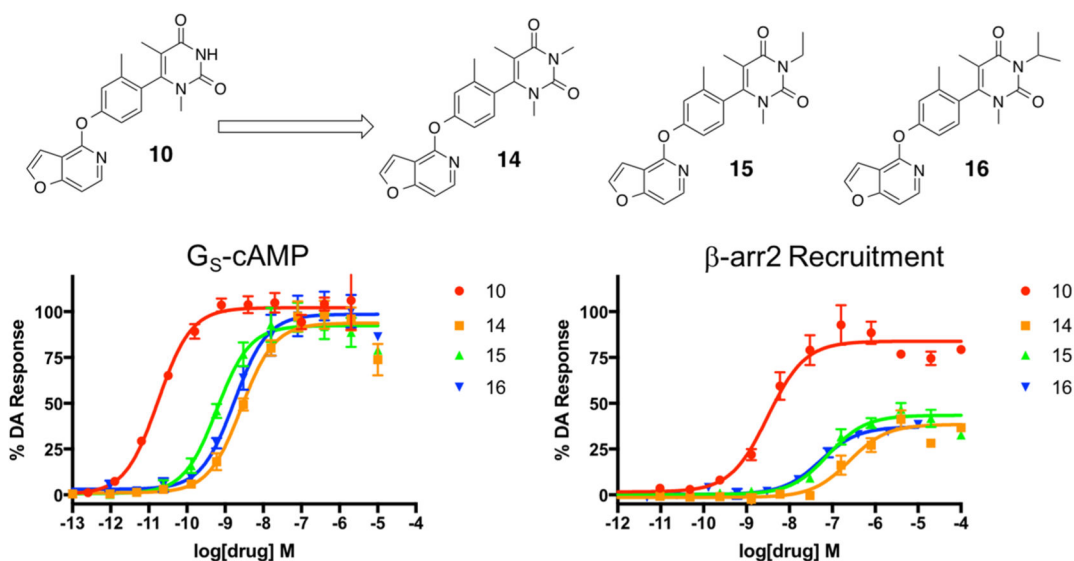 O
NH
N
O
O
N
O
10
O
N
N
O
O
N
O
14
O
N
N
O
O
N
O
15
O
N
N
O
O
N
O
16
Gₛ-cAMP
% DA Response
100
75
50
25
0
-13 -12 -11 -10 -9 -8 -7 -6 -5 -4
log[drug] M
10
14
15
16
β-arr2 Recruitment
% DA Response
100
75
50
25
0
-12 -11 -10 -9 -8 -7 -6 -5 -4
log[drug] M
10
14
15
16